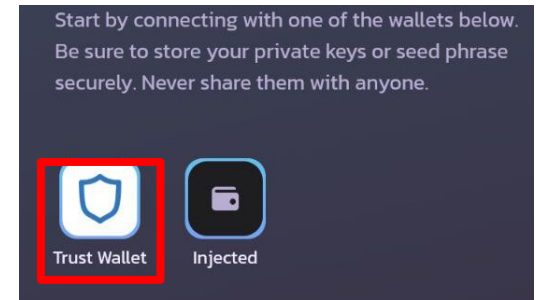 Start by connecting with one of the wallets below.
Be sure to store your private keys or seed phrase
securely. Never share them with anyone.
Trust Wallet Injected